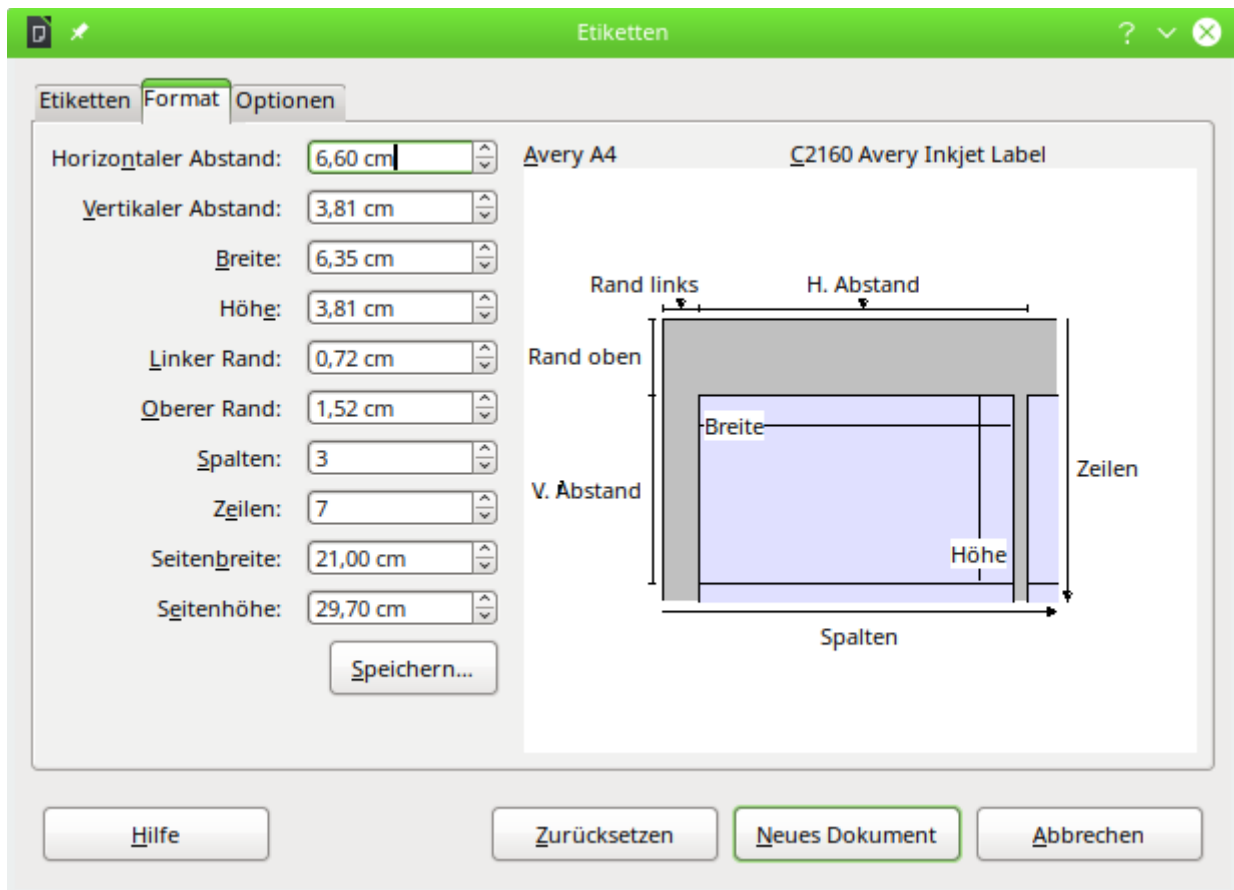 Etiketten
Etiketten Format Optionen
Horizontaler Abstand: 6,60 cm
Vertikaler Abstand: 3,81 cm
Breite: 6,35 cm
Höhe: 3,81 cm
Linker Rand: 0,72 cm
Oberer Rand: 1,52 cm
Spalten: 3
Zeilen: 7
Seitenbreite: 21,00 cm
Seitenhöhe: 29,70 cm
Speichern...
Avery A4 C2160 Avery Inkjet Label
Rand links H. Abstand
Rand oben
Breite
Zeilen
V. Abstand
Höhe
Spalten
Hilfe Zurücksetzen Neues Dokument Abbrechen